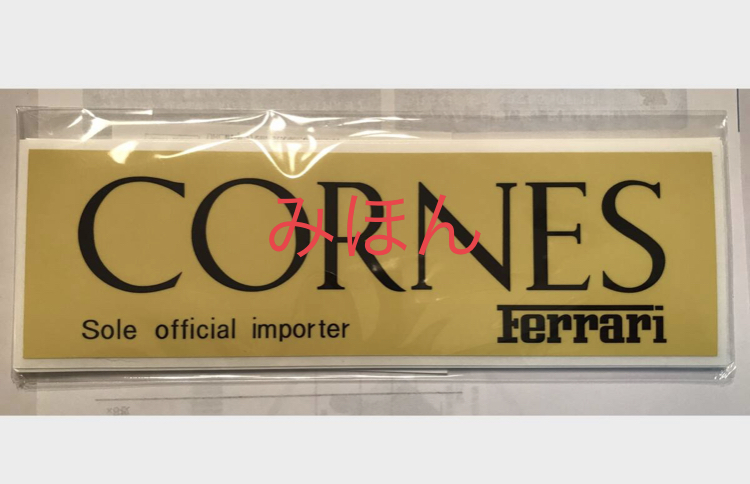 CORNES
みほん
Sole official importer
Ferrari